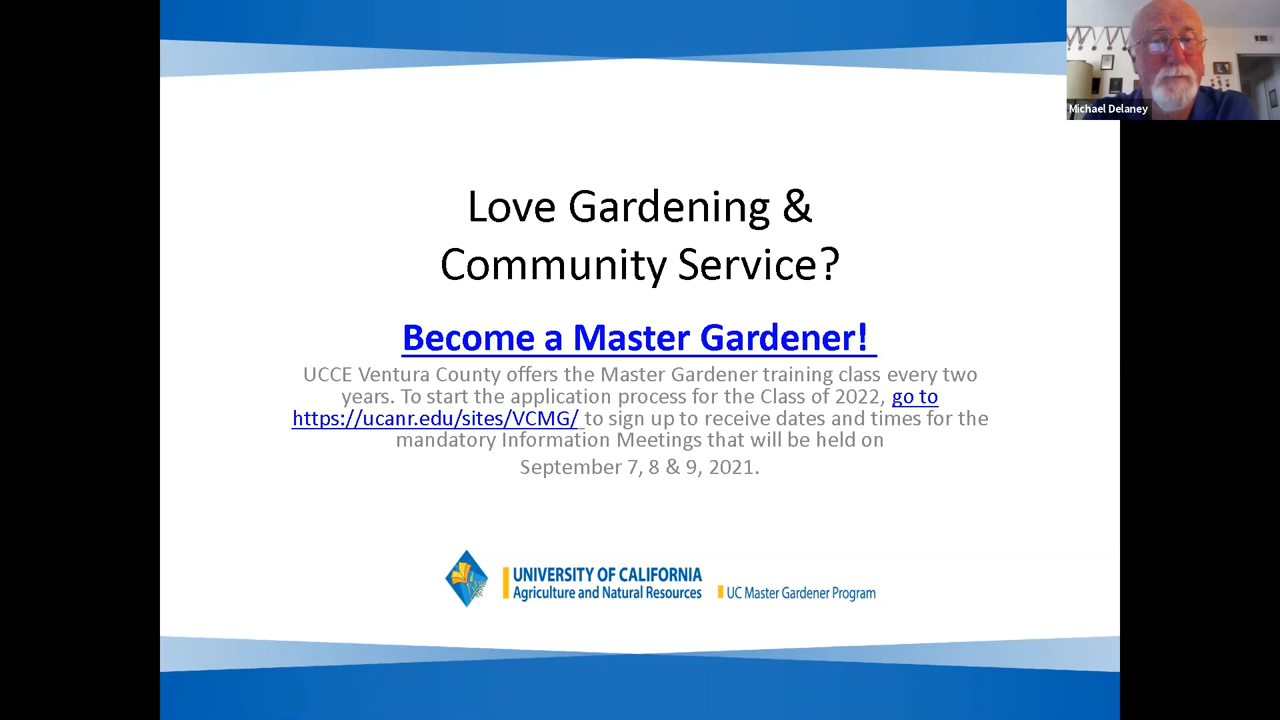 Michael Delaney
Love Gardening &
Community Service?
Become a Master Gardener!
UCCE Ventura County offers the Master Gardener training class every two
years. To start the application process for the Class of 2022, go to
https://ucanr.edu/sites/VCMG/ to sign up to receive dates and times for the
mandatory Information Meetings that will be held on
September 7, 8 & 9, 2021.
UNIVERSITY OF CALIFORNIA
Agriculture and Natural Resources
UC Master Gardener Program